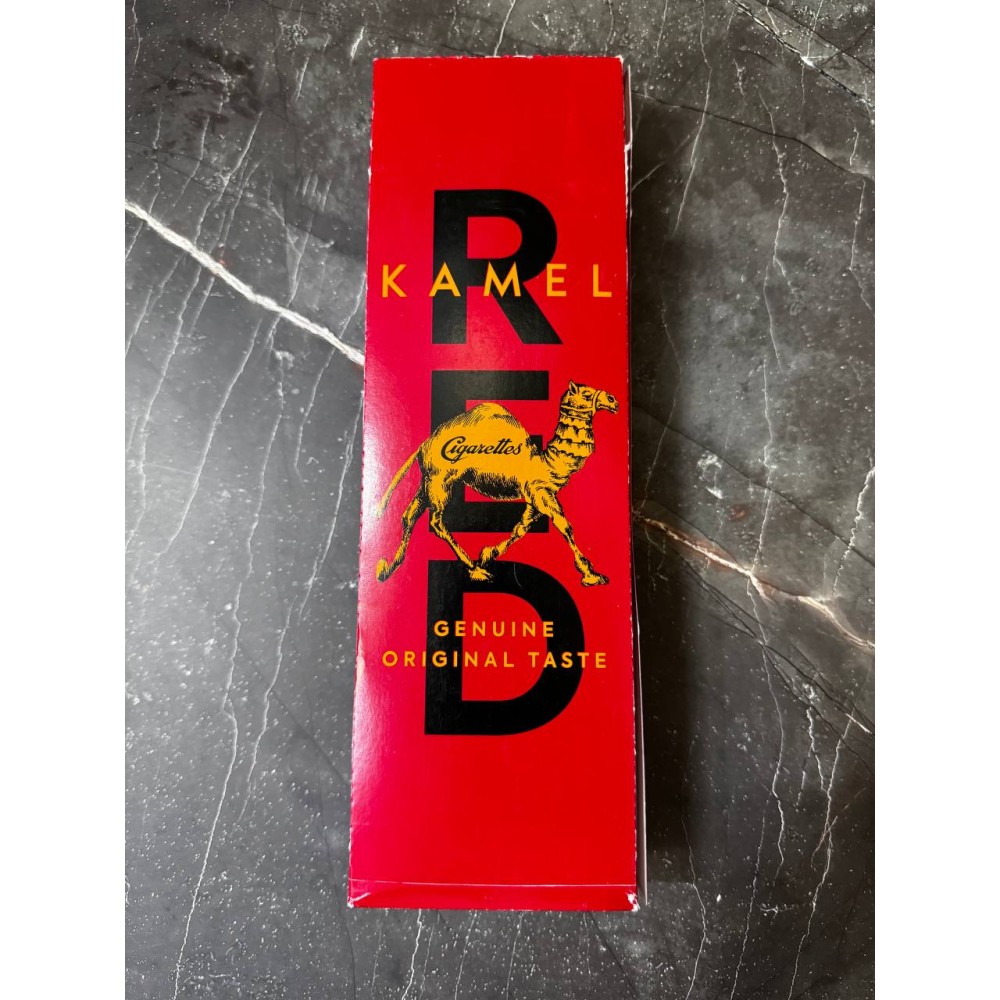 RED
KAMEL
Cigarettes
GENUINE
ORIGINAL TASTE